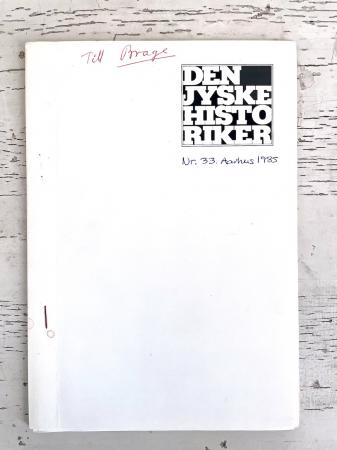 Till Brage
DEN
JYSKE
HISTO
RIKER
Nr. 33. Aarhus 1985